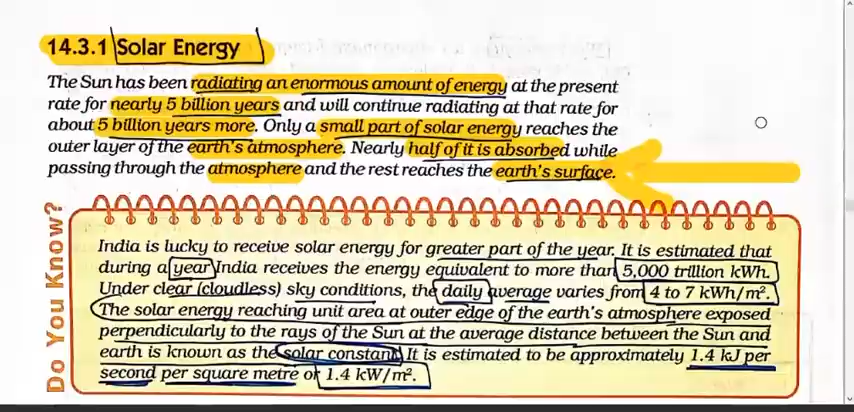 14.3.1 Solar Energy
The Sun has been radiating an enormous amount of energy at the present
rate for nearly 5 billion years and will continue radiating at that rate for
about 5 billion years more. Only a small part of solar energy reaches the
outer layer of the earth's atmosphere. Nearly half of it is absorbed while
passing through the atmosphere and the rest reaches the earth's surface.
Do You Know?
India is lucky to receive solar energy for greater part of the year. It is estimated that
during a year India receives the energy equivalent to more than 5,000 trillion kWh.
Under clear (cloudless) sky conditions, the daily average varies from 4 to 7 kWh/m².
The solar energy reaching unit area at outer edge of the earth's atmosphere exposed
perpendicularly to the rays of the Sun at the average distance between the Sun and
earth is known as the solar constant. It is estimated to be approximately 1.4 kJ per
second per square metre or 1.4 kW/m².